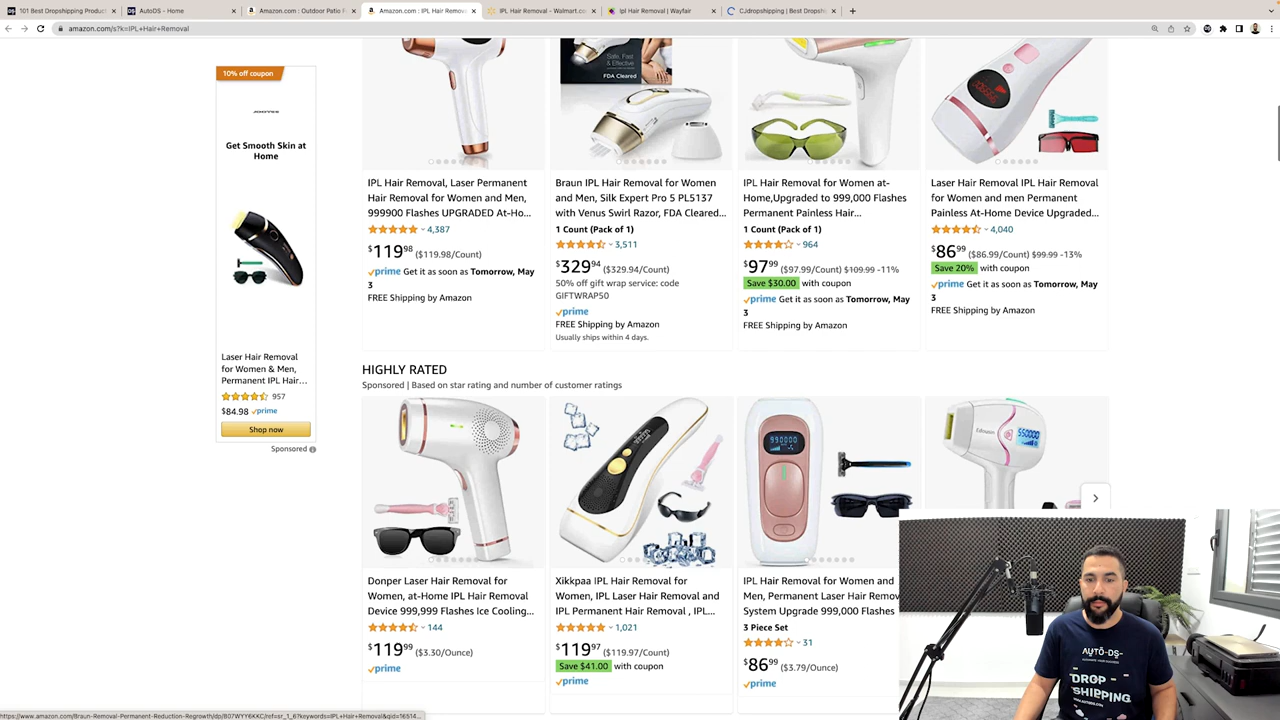 101 Best Dropshipping Produc
AutoDS - Home
Amazon.com : Outdoor Patio F
Amazon.com : IPL Hair Remov
IPL Hair Removal - Walmart.c
Ipl Hair Removal | Wayfair
CJdropshipping | Best Dropsh
amazon.com/s?k=IPL+Hair+Removal
10% off coupon
Get Smooth Skin at
Home
Laser Hair Removal
for Women & Men,
Permanent IPL Hair...
957
$84.98 prime
Shop now
Sponsored
Safe, Fast
& Effective
FDA Cleared
IPL Hair Removal, Laser Permanent
Hair Removal for Women and Men,
999900 Flashes UPGRADED At-Ho...
4,387
$119.98 ($119.98/Count)
prime Get it as soon as Tomorrow, May
3
FREE Shipping by Amazon
Braun IPL Hair Removal for Women
and Men, Silk Expert Pro 5 PL5137
with Venus Swirl Razor, FDA Cleared...
1 Count (Pack of 1)
3,511
$329.94 ($329.94/Count)
50% off gift wrap service: code
GIFTWRAP50
prime
FREE Shipping by Amazon
Usually ships within 4 days.
IPL Hair Removal for Women at-
Home,Upgraded to 999,000 Flashes
Permanent Painless Hair...
1 Count (Pack of 1)
964
$97.99 ($97.99/Count) $109.99 -11%
Save $30.00 with coupon
prime Get it as soon as Tomorrow, May
3
FREE Shipping by Amazon
Laser Hair Removal IPL Hair Removal
for Women and men Permanent
Painless At-Home Device Upgraded...
4,040
$86.99 ($86.99/Count) $99.99 -13%
Save 20% with coupon
prime Get it as soon as Tomorrow, May
3
FREE Shipping by Amazon
HIGHLY RATED
Sponsored | Based on star rating and number of customer ratings
990000
550000
Donper Laser Hair Removal for
Women, at-Home IPL Hair Removal
Device 999,999 Flashes Ice Cooling...
144
$119.99 ($3.30/Ounce)
prime
Xikkpaa IPL Hair Removal for
Women, IPL Laser Hair Removal and
IPL Permanent Hair Removal , IPL...
1,021
$119.97 ($119.97/Count)
Save $41.00 with coupon
prime
IPL Hair Removal for Women and
Men, Permanent Laser Hair Remov
System Upgrade 999,000 Flashes
3 Piece Set
31
$86.99 ($3.79/Ounce)
prime
AUTO-DS-
DROP
SHIPPING
https://www.amazon.com/Braun-Removal-Permanent-Reduction-Regrowth/dp/B07WYY6KKC/ref=sr_1_6?keywords=IPL+Hair+Removal&qid=16514...